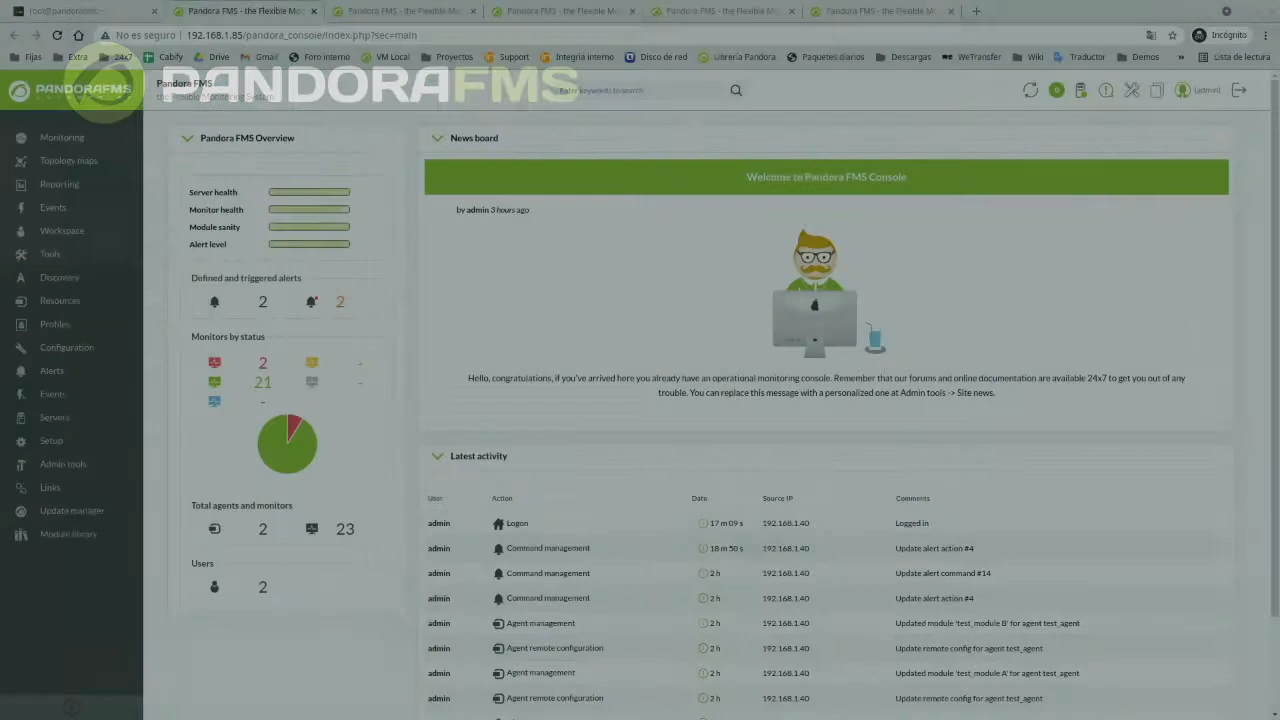 Pandora FMS - the Flexible Mo
Pandora FMS - the Flexible Mo
Pandora FMS - the Flexible Mo
Pandora FMS - the Flexible Mo
Pandora FMS - the Flexible Mo
No es seguro | 192.168.1.85/pandora_console/index.php?sec=main
Incógnito
Fijas
Extra
24x7
Cabify
Drive
Gmail
Foro interno
VM Local
Proyectos
Support
Integria interno
Disco de red
Librería Pandora
Paquetes diarios
Descargas
WeTransfer
Wiki
Traductor
Demos
»
Lista de lectura
PANDORAFMS
PANDORAFMS
Pandora FMS
the Flexible Monitoring System
Enter keywords to search
[admin]
Monitoring
Topology maps
Reporting
Events
Workspace
Tools
Discovery
Resources
Profiles
Configuration
Alerts
Events
Servers
Setup
Admin tools
Links
Update manager
Module library
Pandora FMS Overview
Server health
Monitor health
Module sanity
Alert level
Defined and triggered alerts
2 2
Monitors by status
2 -
21 -
-
Total agents and monitors
2 23
Users
2
News board
Welcome to Pandora FMS Console
by admin 3 hours ago
Hello, congratulations, if you've arrived here you already have an operational monitoring console. Remember that our forums and online documentation are available 24x7 to get you out of any
trouble. You can replace this message with a personalized one at Admin tools -> Site news.
Latest activity
User Action Date Source IP Comments
admin Logon 17 m 09 s 192.168.1.40 Logged in
admin Command management 18 m 50 s 192.168.1.40 Update alert action #4
admin Command management 2 h 192.168.1.40 Update alert command #14
admin Command management 2 h 192.168.1.40 Update alert action #4
admin Agent management 2 h 192.168.1.40 Updated module 'test_module B' for agent test_agent
admin Agent remote configuration 2 h 192.168.1.40 Update remote config for agent test_agent
admin Agent management 2 h 192.168.1.40 Updated module 'test_module A' for agent test_agent
admin Agent remote configuration 2 h 192.168.1.40 Update remote config for agent test_agent